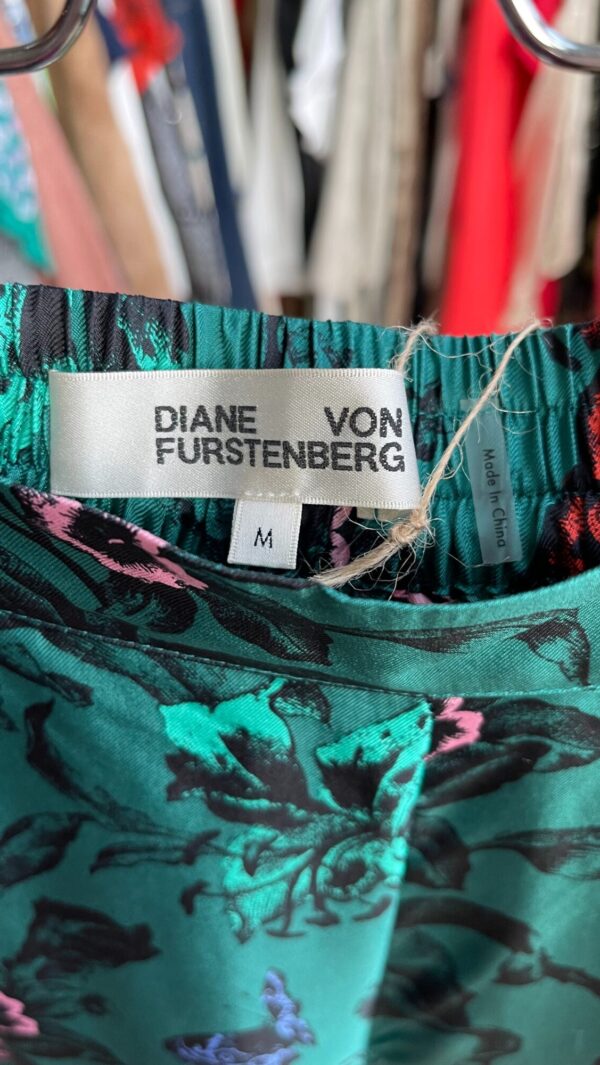 DIANE VON
FURSTENBERG
M
Made In China